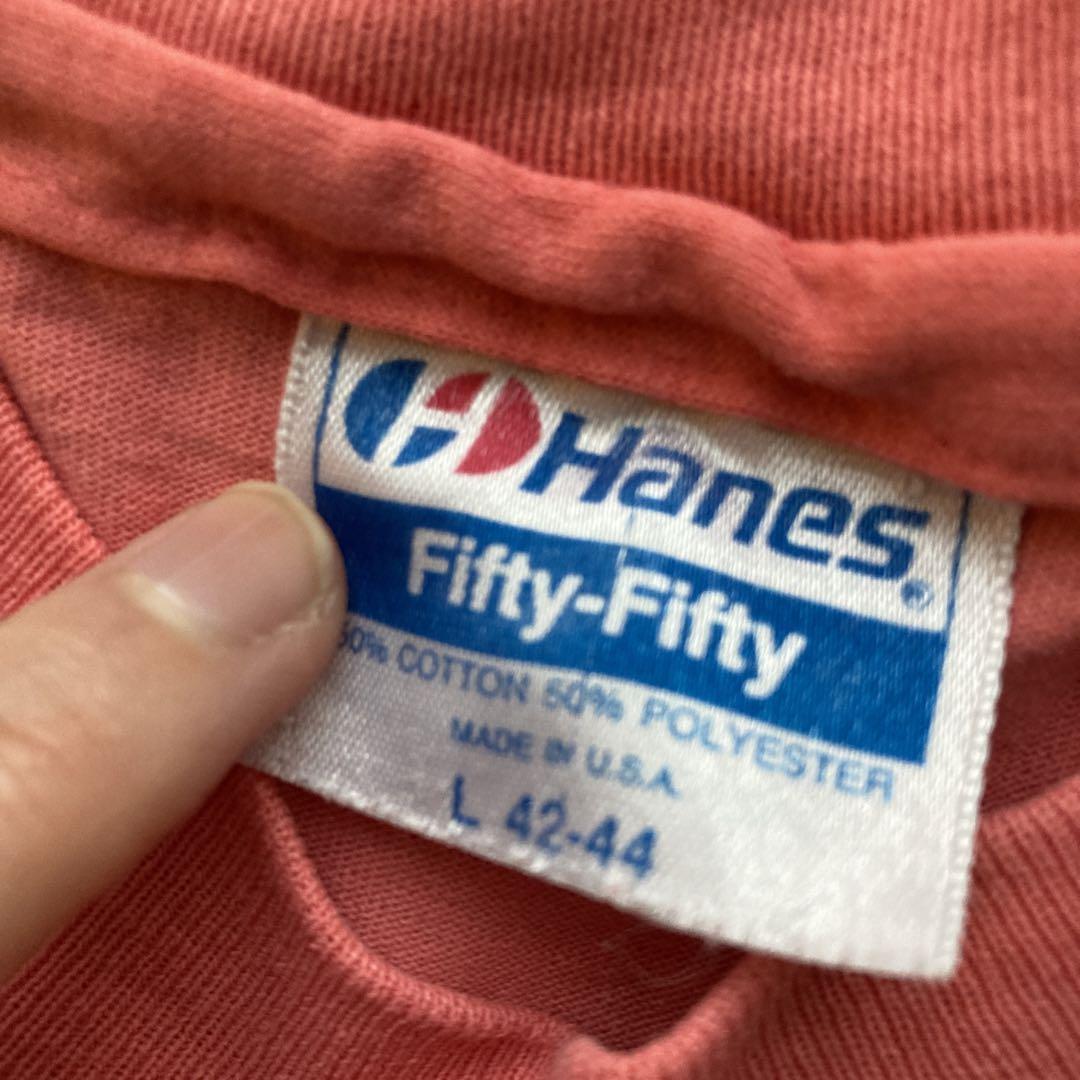 Hanes®
Fifty-Fifty
50% COTTON 50% POLYESTER
MADE IN U.S.A.
L 42-44